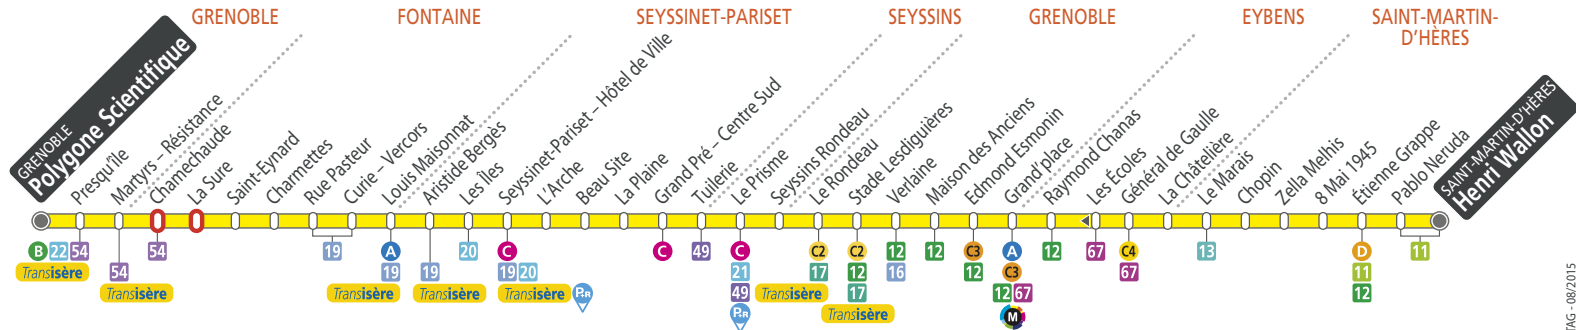 GRENOBLE
FONTAINE
SEYSSINET-PARISET
SEYSSINS
GRENOBLE
EYBENS
SAINT-MARTIN-
D'HÈRES
GRENOBLE
Polygone Scientifique
Presqu'île
Martyrs – Résistance
Chamechaude
La Sure
Saint-Eynard
Charmettes
Rue Pasteur
Curie – Vercors
Louis Maisonnat
Aristide Bergès
Les Îles
Seyssinet-Pariset – Hôtel de Ville
L'Arche
Beau Site
La Plaine
Grand Pré – Centre Sud
Tuilerie
Le Prisme
Seyssins Rondeau
Le Rondeau
Stade Lesdiguières
Verlaine
Maison des Anciens
Edmond Esmonin
Grand'place
Raymond Chanas
Les Écoles
Général de Gaulle
La Châtelière
Le Marais
Chopin
Zella Melhis
8 Mai 1945
Étienne Grappe
Pablo Neruda
SAINT-MARTIN-D'HÈRES
Henri Wallon
B 22 54
Transisère
54
Transisère
54
19
A
19
Transisère
19
Transisère
20
C
19 20
Transisère
P+R
C
49
C
21
49
P+R
Transisère
C2
17
C2
12
17
Transisère
12
16
12
C3
12
A
C3
12 67
M
12
67
C4
67
13
D
11
12
11
TAG - 08/2015